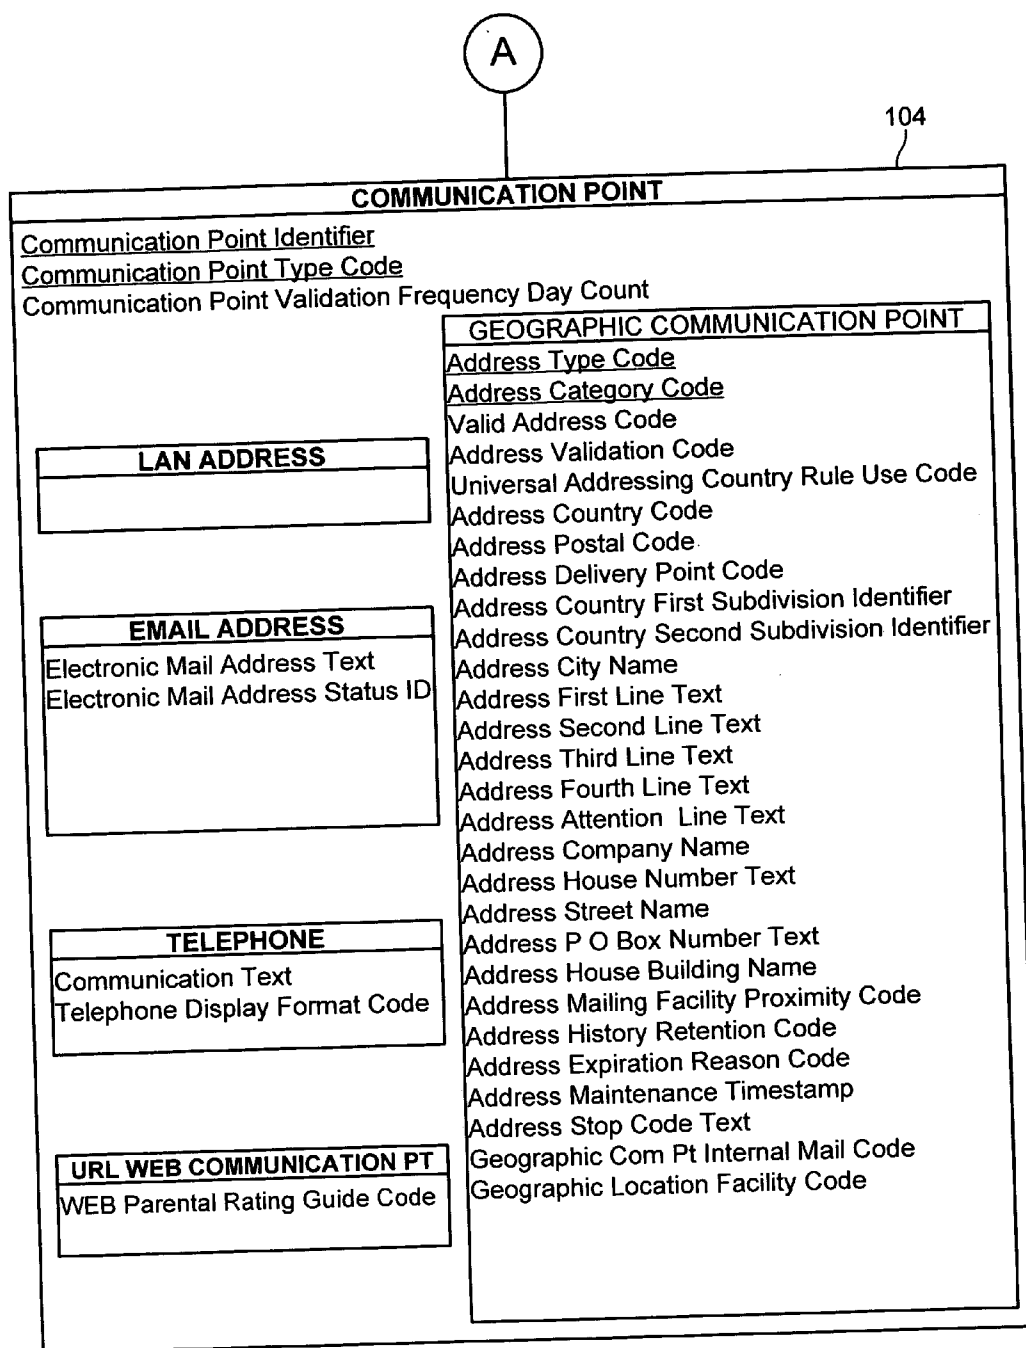 A
104
COMMUNICATION POINT
Communication Point Identifier
Communication Point Type Code
Communication Point Validation Frequency Day Count
LAN ADDRESS
EMAIL ADDRESS
Electronic Mail Address Text
Electronic Mail Address Status ID
TELEPHONE
Communication Text
Telephone Display Format Code
URL WEB COMMUNICATION PT
WEB Parental Rating Guide Code
GEOGRAPHIC COMMUNICATION POINT
Address Type Code
Address Category Code
Valid Address Code
Address Validation Code
Universal Addressing Country Rule Use Code
Address Country Code
Address Postal Code
Address Delivery Point Code
Address Country First Subdivision Identifier
Address Country Second Subdivision Identifier
Address City Name
Address First Line Text
Address Second Line Text
Address Third Line Text
Address Fourth Line Text
Address Attention Line Text
Address Company Name
Address House Number Text
Address Street Name
Address P O Box Number Text
Address House Building Name
Address Mailing Facility Proximity Code
Address History Retention Code
Address Expiration Reason Code
Address Maintenance Timestamp
Address Stop Code Text
Geographic Com Pt Internal Mail Code
Geographic Location Facility Code